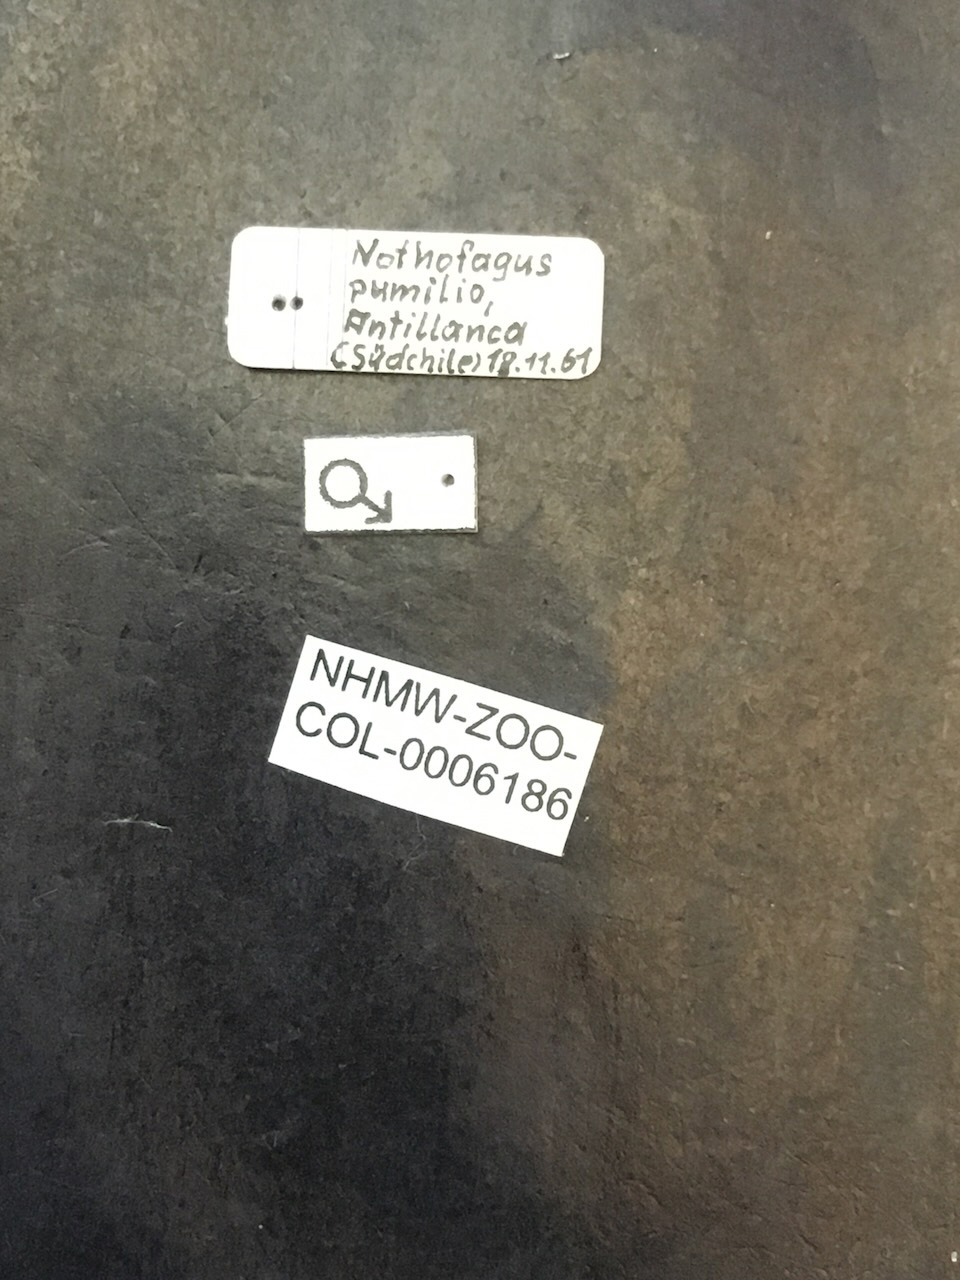 Nothofagus
pumilio,
Antillanca
(Südchile) 18.11.61
♂
NHMW-ZOO-
COL-0006186